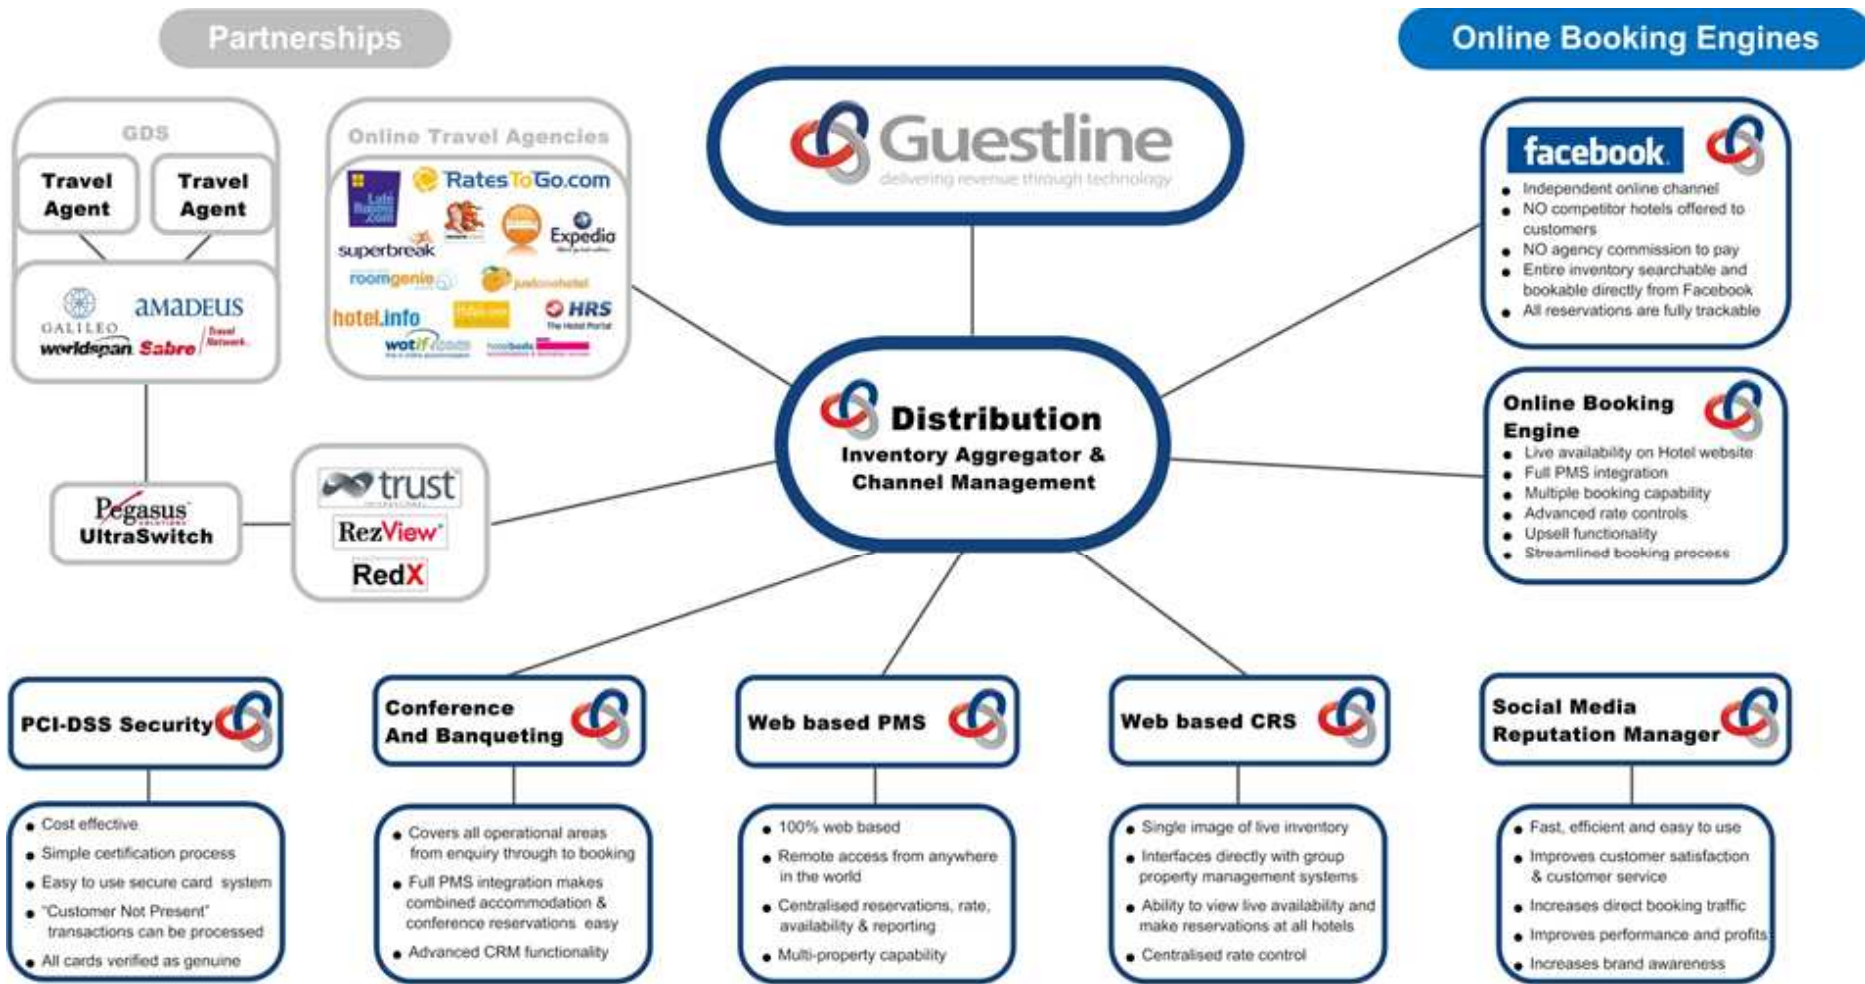 Partnerships
Online Booking Engines
Guestline
delivering revenue through technology
GDS
Travel
Agent
Travel
Agent
GALILEO
AMADEUS
worldspan
Sabre
Travel
Network
Online Travel Agencies
Late
Rooms
.com
RatesToGo.com
superbreak
Expedia
roomgenie
justonehotel
hotel.info
HRS
The Hotel Portal
wotif.com
hotelbeds
Pegasus
SOLUTIONS
UltraSwitch
trust
RezView
RedX
Distribution
Inventory Aggregator &
Channel Management
facebook.
• Independent online channel
• NO competitor hotels offered to
customers
• NO agency commission to pay
• Entire inventory searchable and
bookable directly from Facebook
• All reservations are fully trackable
Online Booking
Engine
• Live availability on Hotel website
• Full PMS integration
• Multiple booking capability
• Advanced rate controls
• Upsell functionality
• Streamlined booking process
PCI-DSS Security
• Cost effective
• Simple certification process
• Easy to use secure card system
• "Customer Not Present"
transactions can be processed
• All cards verified as genuine
Conference
And Banqueting
• Covers all operational areas
from enquiry through to booking
• Full PMS integration makes
combined accommodation &
conference reservations easy
• Advanced CRM functionality
Web based PMS
• 100% web based
• Remote access from anywhere
in the world
• Centralised reservations, rate,
availability & reporting
• Multi-property capability
Web based CRS
• Single image of live inventory
• Interfaces directly with group
property management systems
• Ability to view live availability and
make reservations at all hotels
• Centralised rate control
Social Media
Reputation Manager
• Fast, efficient and easy to use
• Improves customer satisfaction
& customer service
• Increases direct booking traffic
• Improves performance and profits
• Increases brand awareness